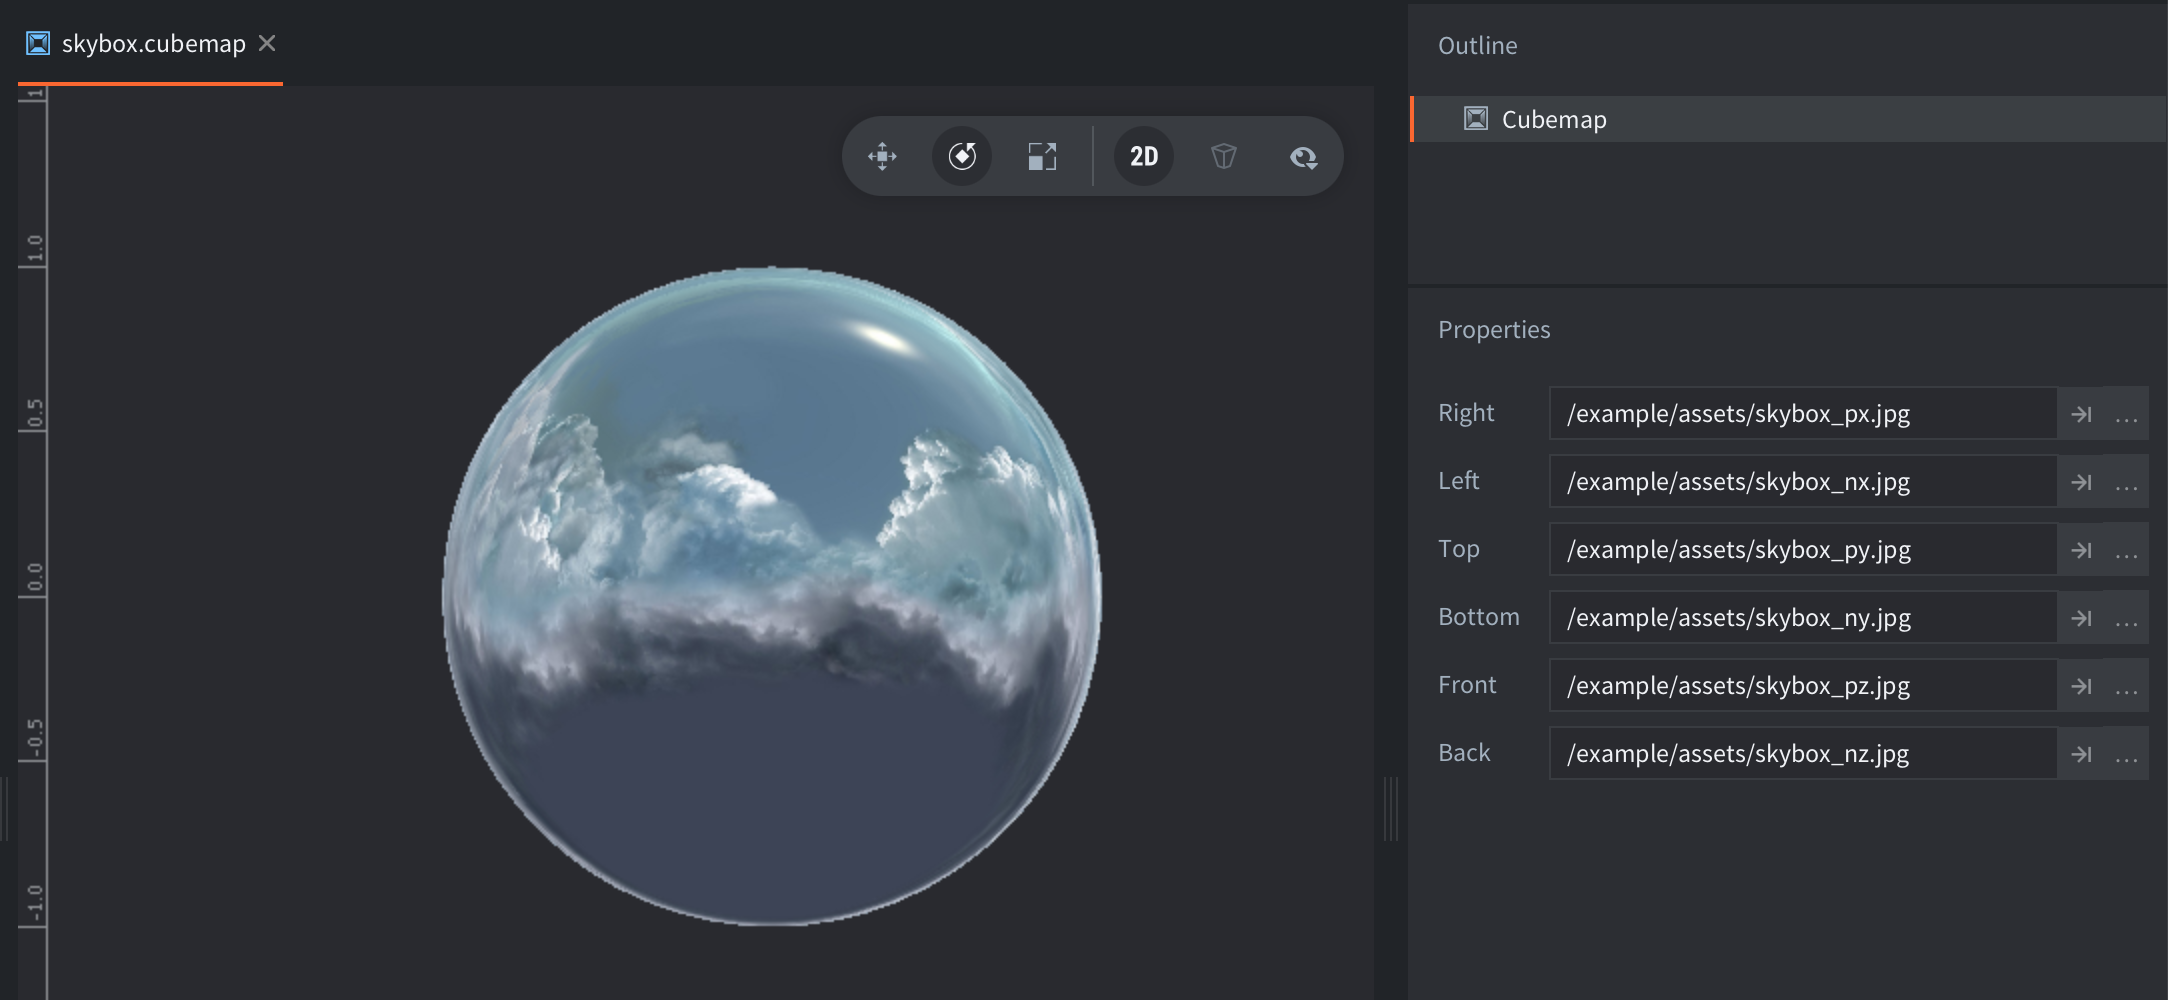 skybox.cubemap
2D
1
1.0
0.5
0.0
-0.5
-1.0
Outline
Cubemap
Properties
Right /example/assets/skybox_px.jpg ...
Left /example/assets/skybox_nx.jpg ...
Top /example/assets/skybox_py.jpg ...
Bottom /example/assets/skybox_ny.jpg ...
Front /example/assets/skybox_pz.jpg ...
Back /example/assets/skybox_nz.jpg ...